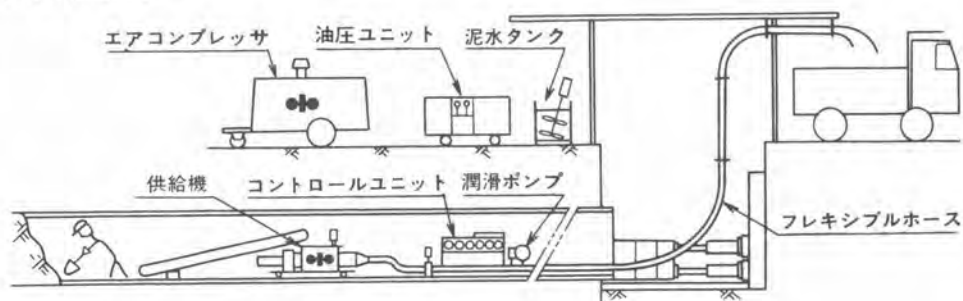 エアコンプレッサ
油圧ユニット
泥水タンク
供給機
コントロールユニット
潤滑ポンプ
フレキシブルホース